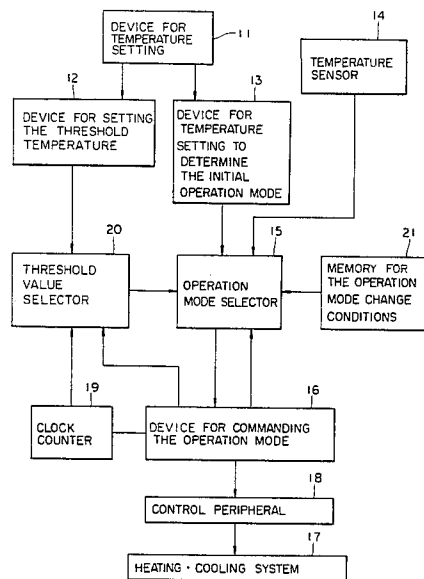 DEVICE FOR
TEMPERATURE
SETTING
11
14
TEMPERATURE
SENSOR
12
DEVICE FOR SETTING
THE THRESHOLD
TEMPERATURE
13
DEVICE FOR
TEMPERATURE
SETTING TO
DETERMINE
THE INITIAL
OPERATION MODE
20
THRESHOLD
VALUE
SELECTOR
15
OPERATION
MODE SELECTOR
21
MEMORY FOR
THE OPERATION
MODE CHANGE
CONDITIONS
19
CLOCK
COUNTER
16
DEVICE FOR COMMANDING
THE OPERATION MODE
18
CONTROL PERIPHERAL
17
HEATING · COOLING SYSTEM